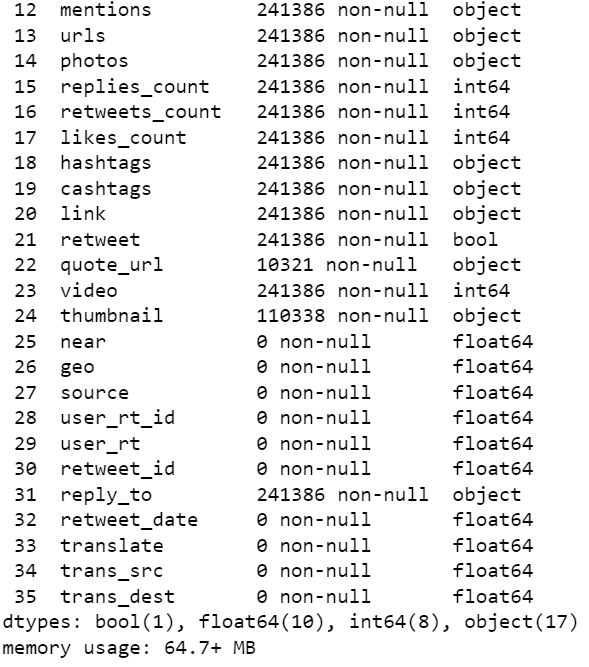 12 mentions 241386 non-null object
13 urls 241386 non-null object
14 photos 241386 non-null object
15 replies_count 241386 non-null int64
16 retweets_count 241386 non-null int64
17 likes_count 241386 non-null int64
18 hashtags 241386 non-null object
19 cashtags 241386 non-null object
20 link 241386 non-null object
21 retweet 241386 non-null bool
22 quote_url 10321 non-null object
23 video 241386 non-null int64
24 thumbnail 110338 non-null object
25 near 0 non-null float64
26 geo 0 non-null float64
27 source 0 non-null float64
28 user_rt_id 0 non-null float64
29 user_rt 0 non-null float64
30 retweet_id 0 non-null float64
31 reply_to 241386 non-null object
32 retweet_date 0 non-null float64
33 translate 0 non-null float64
34 trans_src 0 non-null float64
35 trans_dest 0 non-null float64
dtypes: bool(1), float64(10), int64(8), object(17)
memory usage: 64.7+ MB